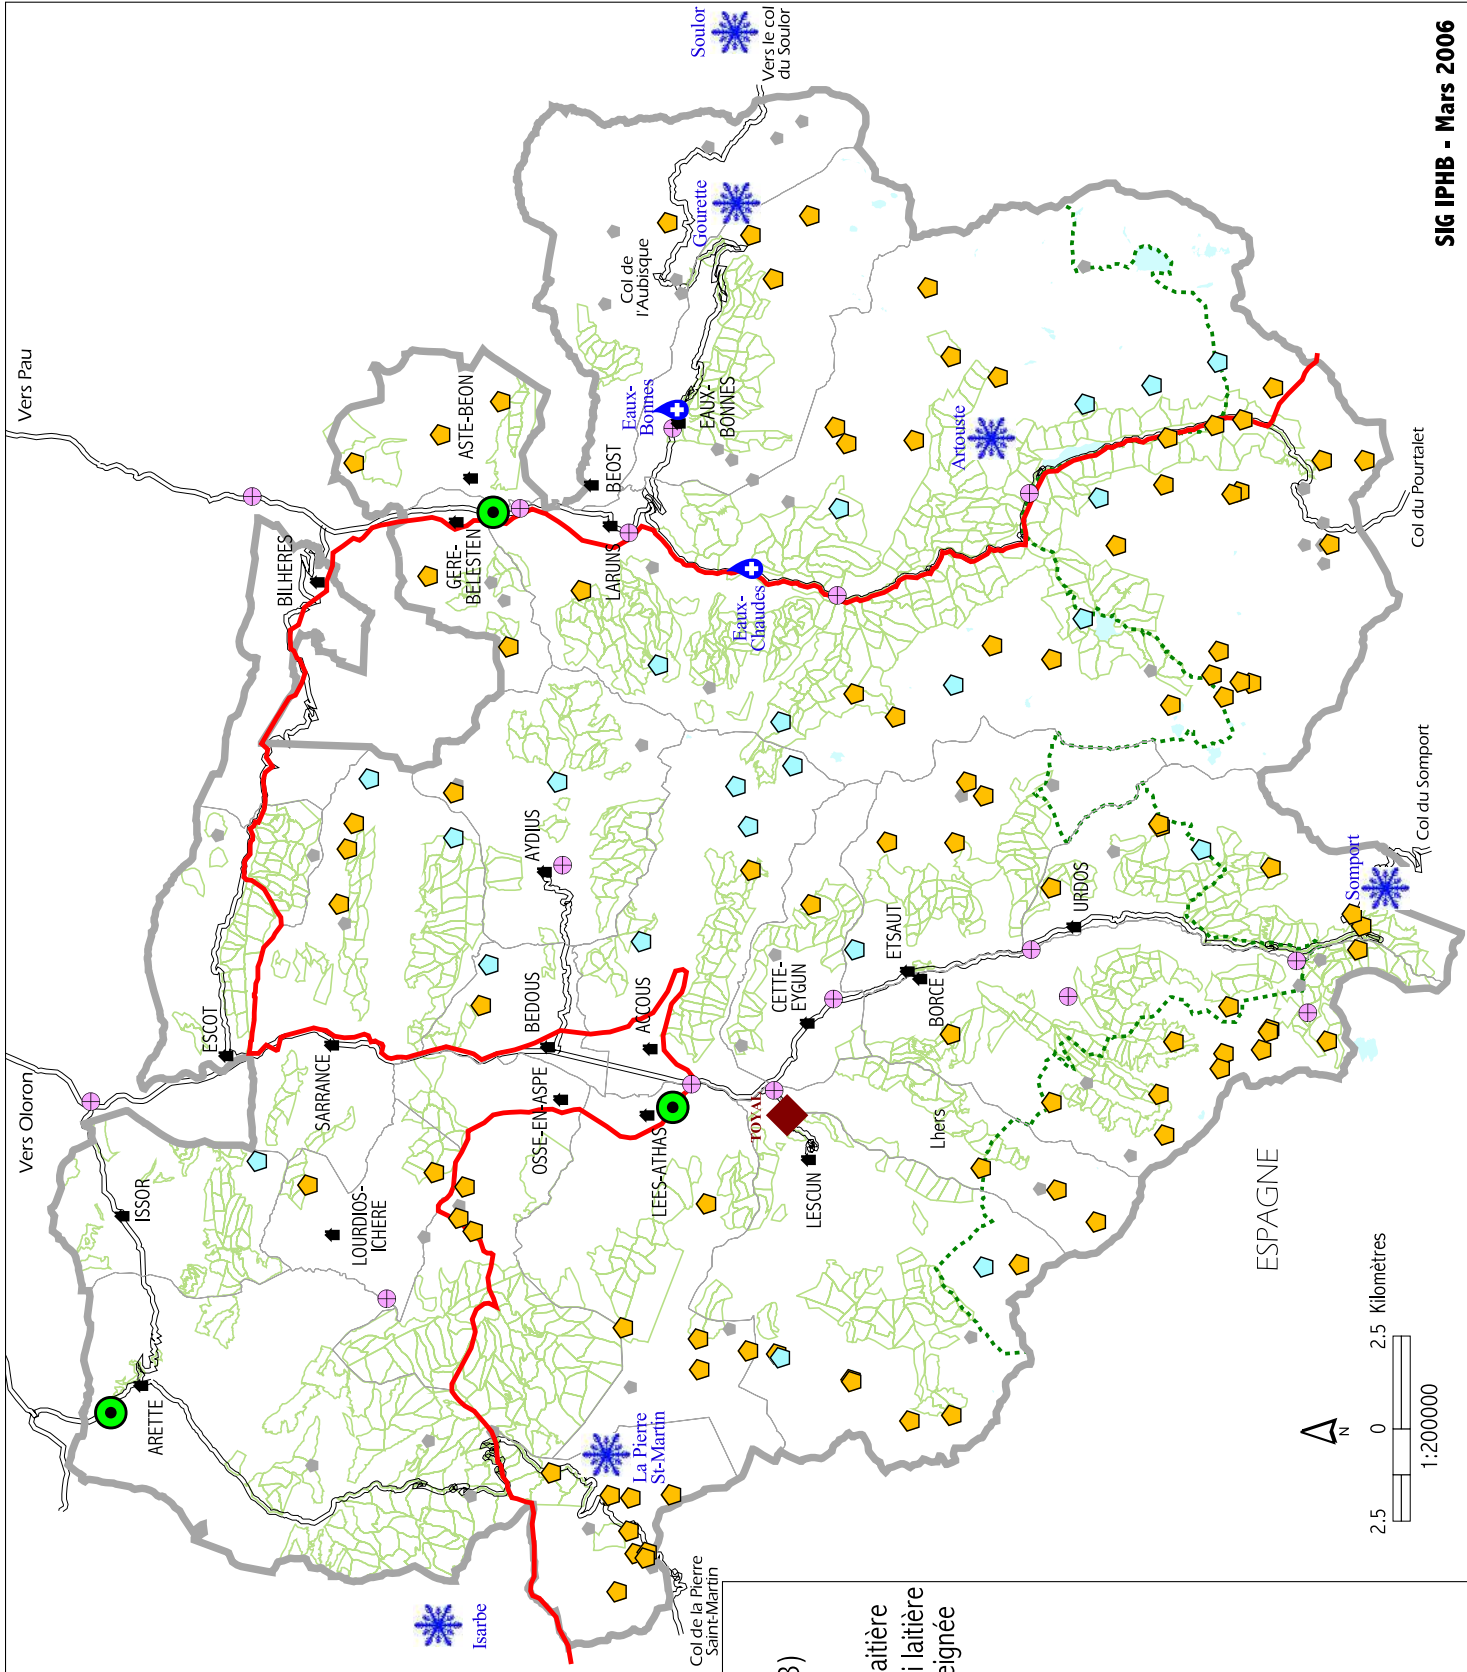 Vers Oloron
Vers Pau
Soulor
Vers le col
du Soulor
Gourette
Col de
l'Aubisque
ASTE-BEON
Eaux-
Bonnes
EAUX-
BONNES
BEOST
LARUNS
GERE-
BELESTEN
BILHERES
Eaux-
Chaudes
Artouste
Col du Pourtalet
ESCOT
SARRANCE
ISSOR
ARETTE
LOURDIOS-
ICHERE
OSSE-EN-ASPE
BEDOUS
AYDIUS
ACCOUS
LEES-ATHAS
TOYAL
LESCUN
CETTE-
EYGUN
ETSAUT
BORCE
Lhers
URDOS
Somport
Col du Somport
La Pierre
St-Martin
Isarbe
Col de la Pierre
Saint-Martin
ESPAGNE
N
2.5
0
2.5
Kilomètres
1:200000
SIG IPHB - Mars 2006
aitière
i laitière
eignée